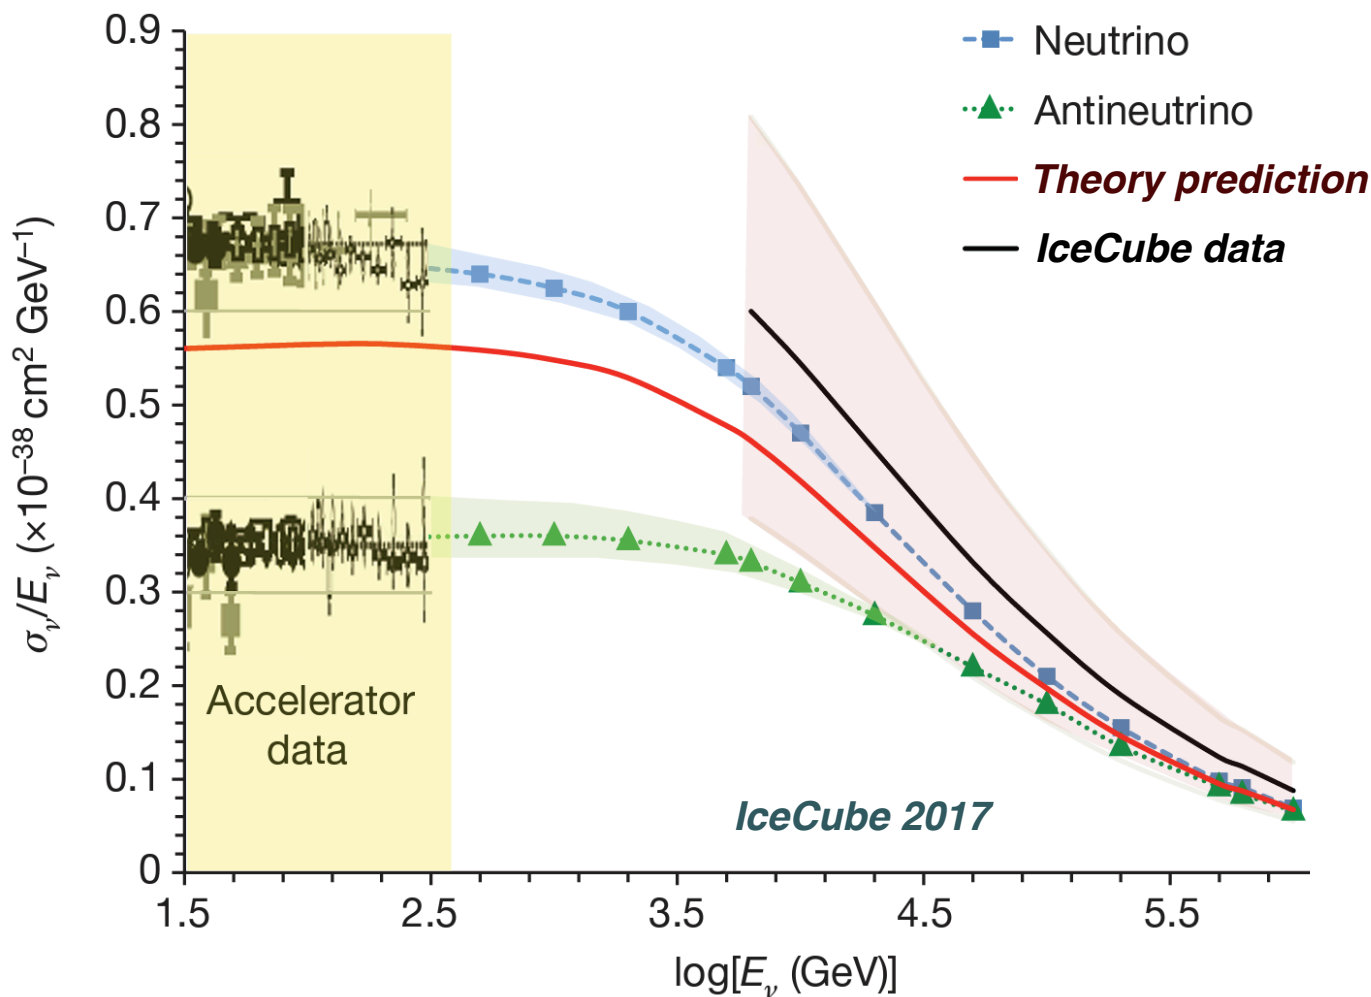 0.9
0.8
0.7
0.6
0.5
0.4
0.3
0.2
0.1
0
σν/Eν (×10⁻³⁸ cm² GeV⁻¹)
Neutrino
Antineutrino
Theory prediction
IceCube data
Accelerator
data
IceCube 2017
1.5 2.5 3.5 4.5 5.5
log[Eν (GeV)]